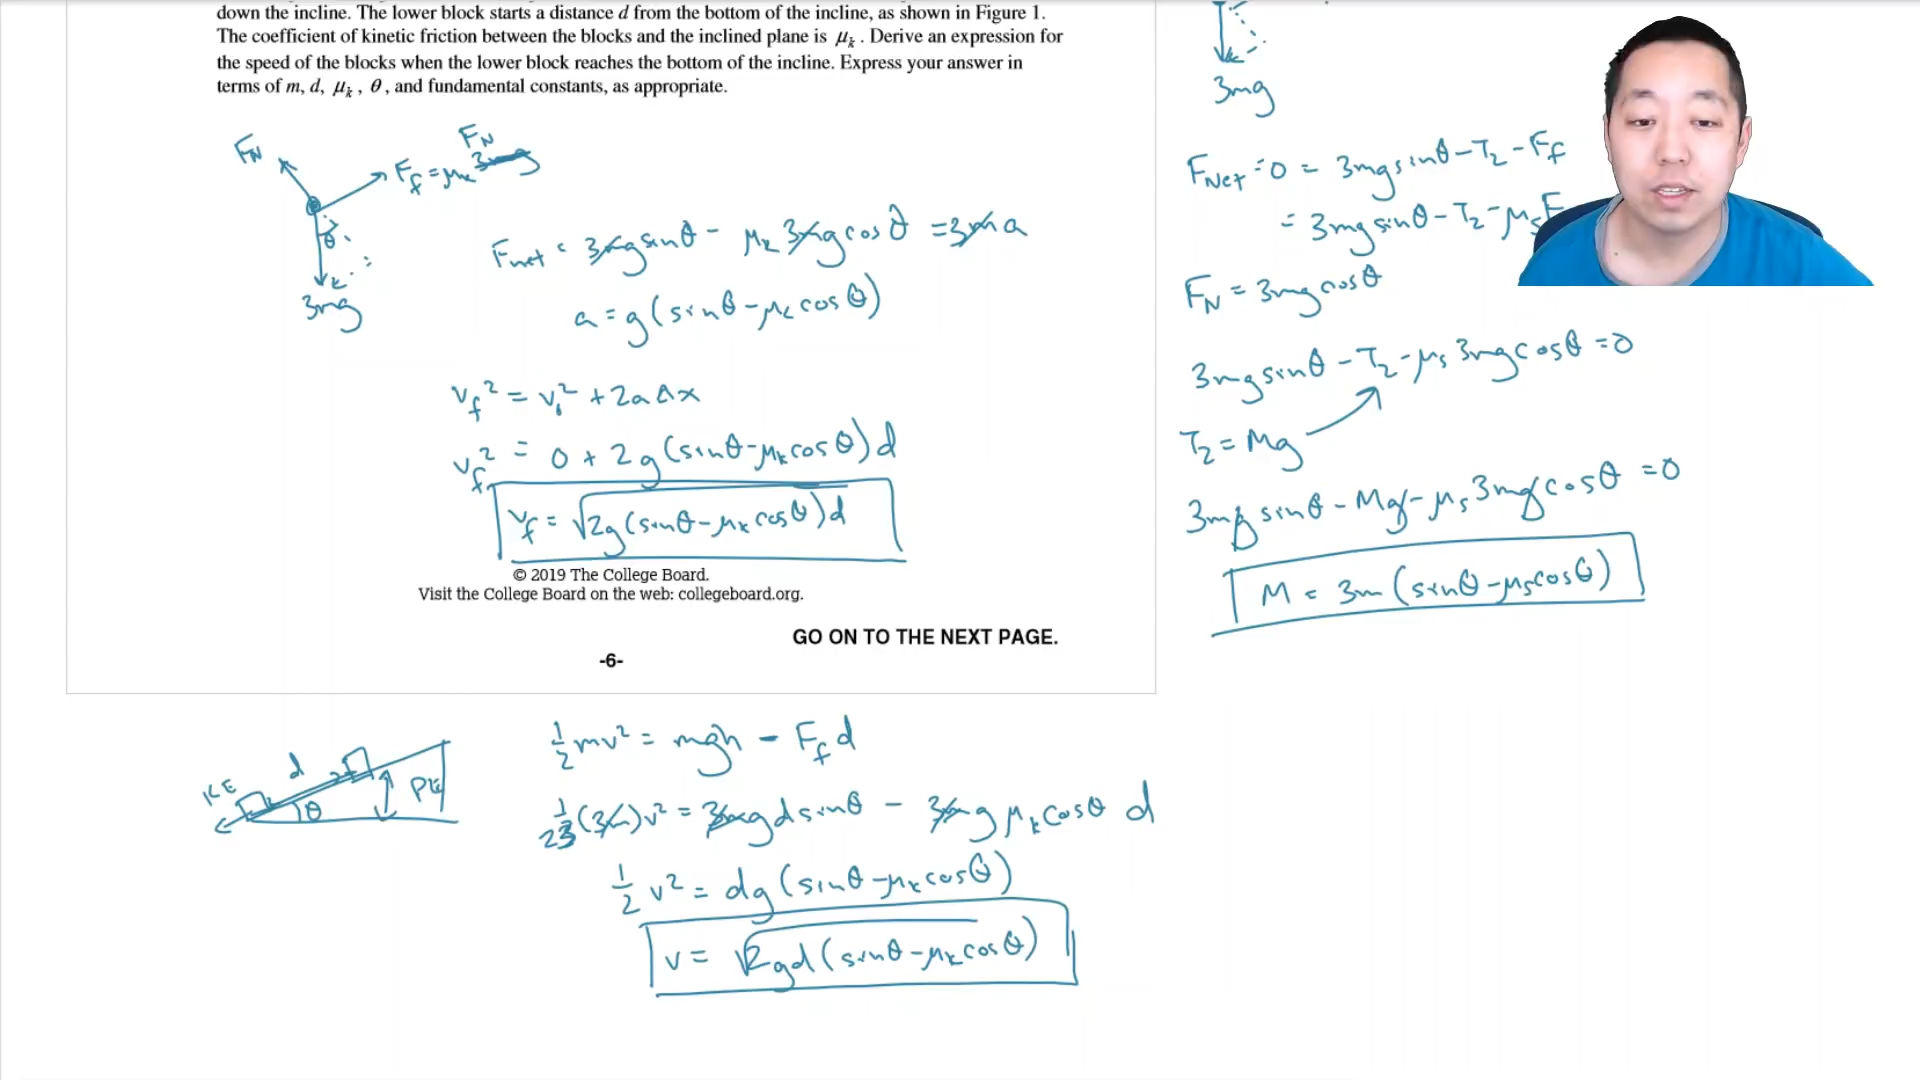 down the incline. The lower block starts a distance d from the bottom of the incline, as shown in Figure 1.
The coefficient of kinetic friction between the blocks and the inclined plane is μk . Derive an expression for
the speed of the blocks when the lower block reaches the bottom of the incline. Express your answer in
terms of m, d, μk , θ , and fundamental constants, as appropriate.
FN
FN
Ff = μk 3mg
θ
3mg
Fnet = 3mg sinθ - μk 3mg cosθ = 3m a
a = g(sinθ - μk cosθ)
vf² = vi² + 2aΔx
vf² = 0 + 2g(sinθ - μk cosθ)d
vf = √2g(sinθ - μk cosθ)d
© 2019 The College Board.
Visit the College Board on the web: collegeboard.org.
GO ON TO THE NEXT PAGE.
-6-
KE
d
θ
PE
½mv² = mgh - Ff d
(3m)v² = 3mgd sinθ - 3mg μk cosθ d
½v² = dg(sinθ - μk cosθ)
v = √2gd(sinθ - μk cosθ)
3mg
FNet = 0 = 3mg sinθ - T2 - Ff
= 3mg sinθ - T2 - μs F
FN = 3mg cosθ
3mg sinθ - T2 - μs 3mg cosθ = 0
T2 = Mg
3mg sinθ - Mg - μs 3mg cosθ = 0
M = 3m(sinθ - μs cosθ)